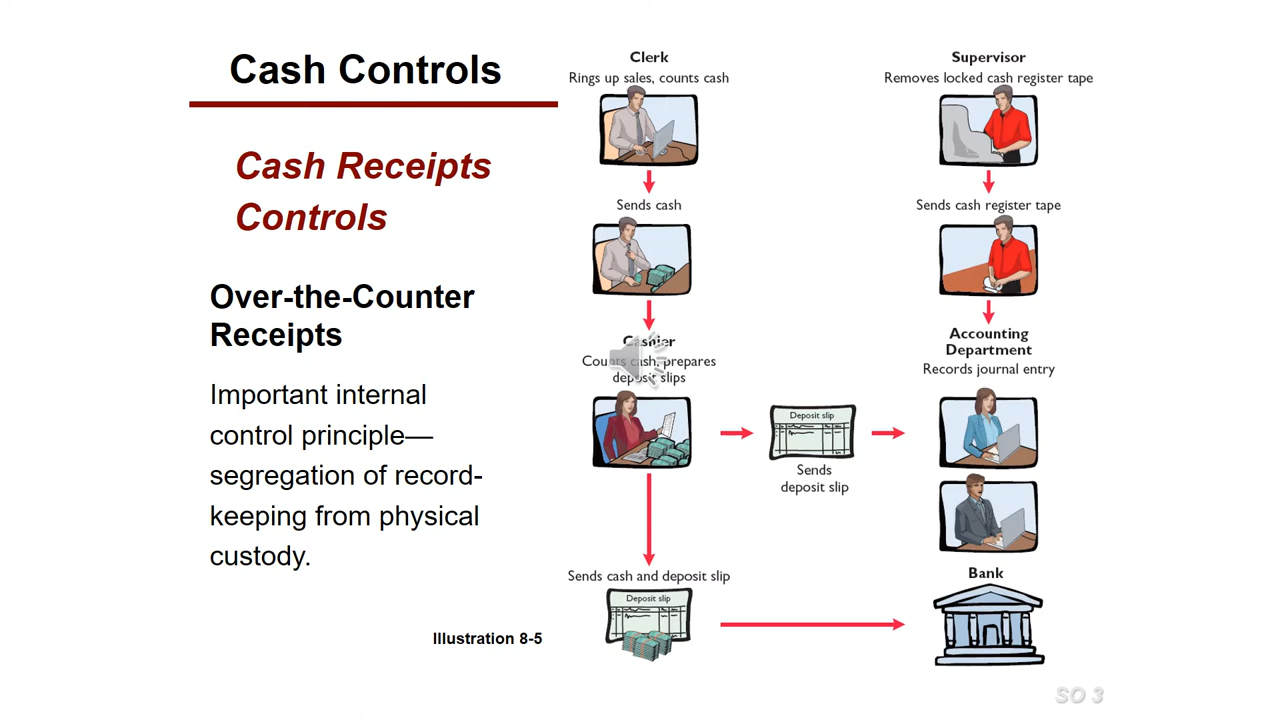 Cash Controls
Cash Receipts
Controls
Over-the-Counter
Receipts
Important internal
control principle—
segregation of record-
keeping from physical
custody.
Illustration 8-5
Clerk
Rings up sales, counts cash
Sends cash
Cashier
Counts cash, prepares
deposit slips
Deposit slip
Sends
deposit slip
Sends cash and deposit slip
Deposit slip
Supervisor
Removes locked cash register tape
Sends cash register tape
Accounting
Department
Records journal entry
Bank
SO 3